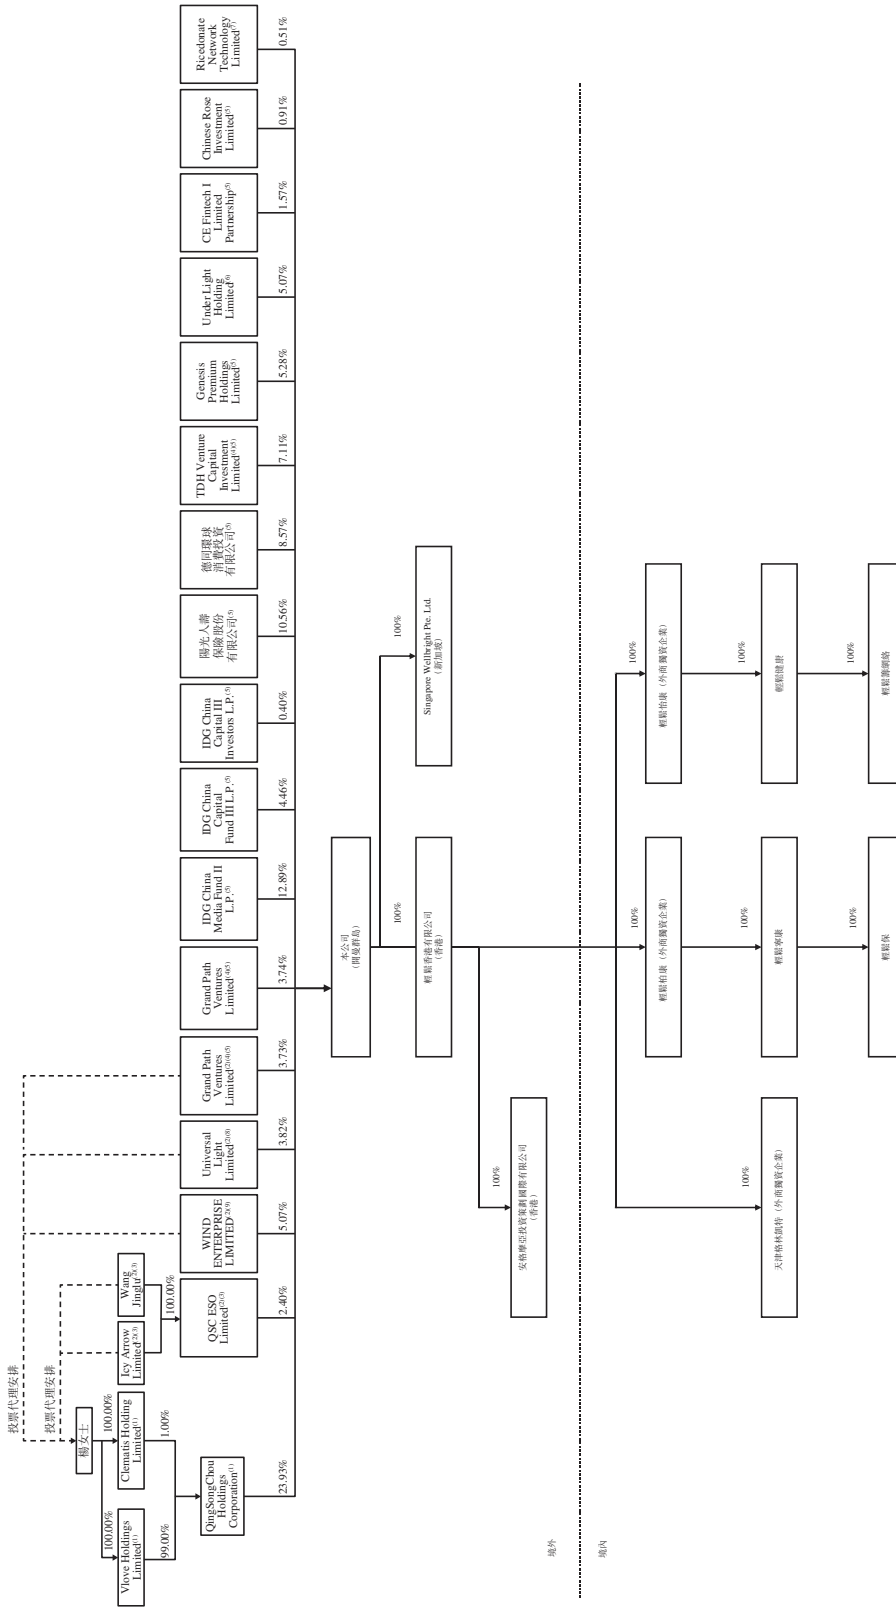 投票代理安排
投票代理安排
楊女士
100.00%
100.00%
Vlove Holdings
Limited(1)
Clematis Holding
Limited(1)
Icy Arrow
Limited(2)(3)
Wang
Jinglu(2)(3)
99.00%
1.00%
100.00%
QingSongChou
Holdings
Corporation(1)
QSC ESO
Limited(2)(3)
WIND
ENTERPRISE
LIMITED(2)(9)
Universal
Light
Limited(2)(8)
Grand Path
Ventures
Limited(2)(4)(5)
Grand Path
Ventures
Limited(4)(5)
IDG China
Media Fund II
L.P.(5)
IDG China
Capital
Fund III L.P.(5)
IDG China
Capital III
Investors L.P.(5)
陽光人壽
保險股份
有限公司(5)
德同環球
消費投資
有限公司(5)
TDH Venture
Capital
Investment
Limited(4)(5)
Genesis
Premium
Holdings
Limited(5)
Under Light
Holding
Limited(6)
CE Fintech I
Limited
Partnership(5)
Chinese Rose
Investment
Limited(5)
Ricedonate
Network
Technology
Limited(7)
23.93%
2.40%
5.07%
3.82%
3.73%
3.74%
12.89%
4.46%
0.40%
10.56%
8.57%
7.11%
5.28%
5.07%
1.57%
0.91%
0.51%
本公司
(開曼群島)
100%
100%
輕鬆香港有限公司
(香港)
Singapore Wellbright Pte. Ltd.
(新加坡)
100%
安格摩亞投資策劃國際有限公司
(香港)
境外
境內
100%
100%
100%
天津格林凱特(外商獨資企業)
輕鬆柏康(外商獨資企業)
輕鬆怡康(外商獨資企業)
100%
100%
輕鬆寧康
輕鬆健康
100%
100%
輕鬆保
輕鬆籌網絡